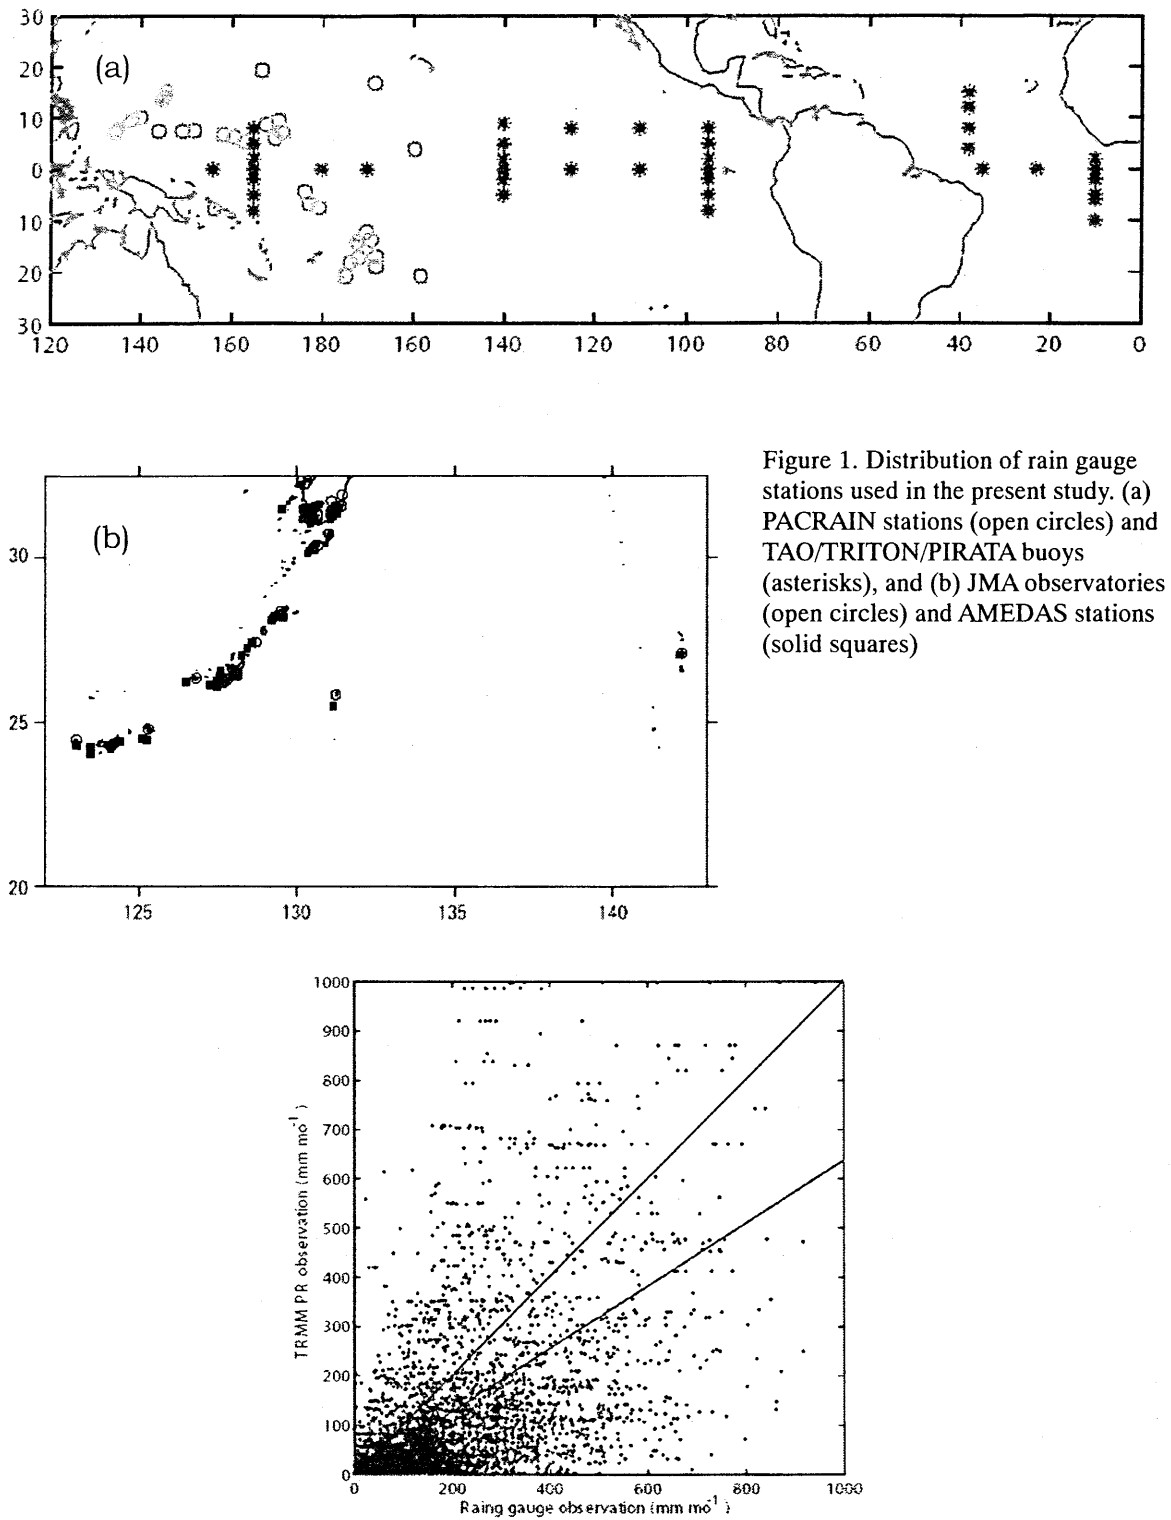 30
20
10
0
10
20
30
(a)
120 140 160 180 160 140 120 100 80 60 40 20 0
30
25
20
(b)
125 130 135 140
Figure 1. Distribution of rain gauge
stations used in the present study. (a)
PACRAIN stations (open circles) and
TAO/TRITON/PIRATA buoys
(asterisks), and (b) JMA observatories
(open circles) and AMEDAS stations
(solid squares)
1000
900
800
700
600
500
400
300
200
100
0
TRMM PR observation (mm mo⁻¹)
0 200 400 600 800 1000
Raing gauge observation (mm mo⁻¹)